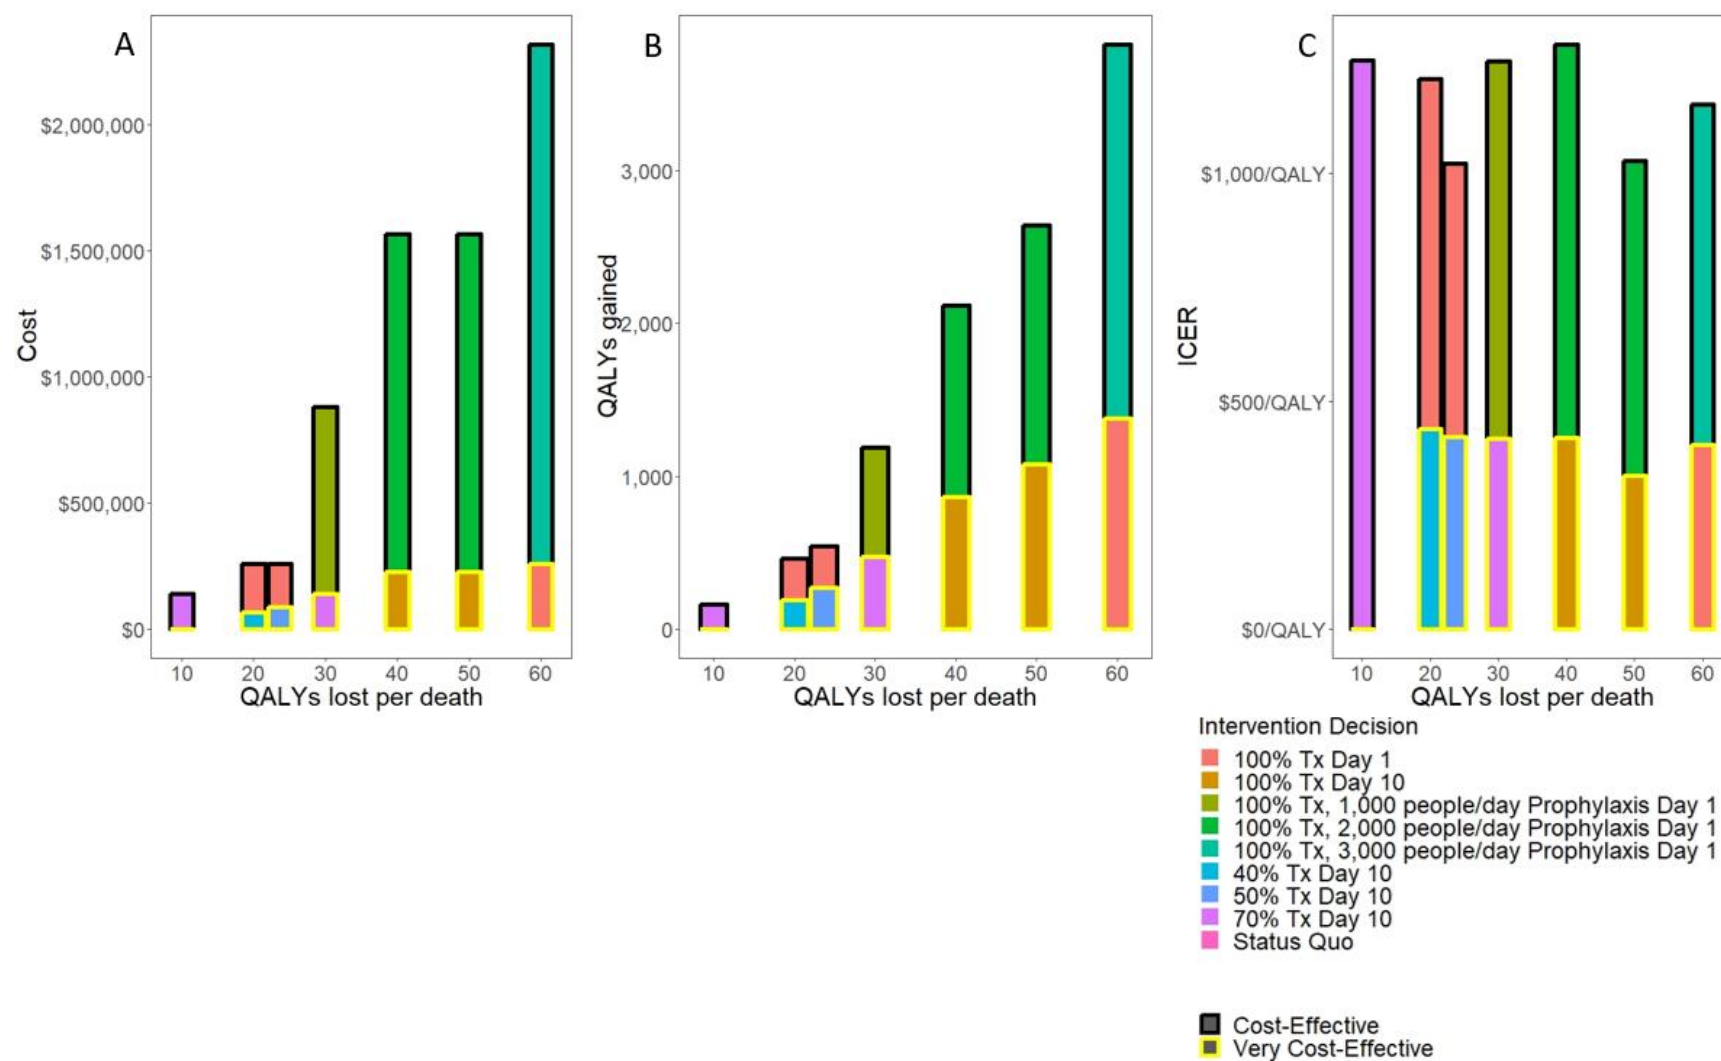 A
Cost
$2,000,000
$1,500,000
$1,000,000
$500,000
$0
10 20 30 40 50 60
QALYs lost per death
B
QALYs gained
3,000
2,000
1,000
0
10 20 30 40 50 60
QALYs lost per death
C
ICER
$1,000/QALY
$500/QALY
$0/QALY
10 20 30 40 50 60
QALYs lost per death
Intervention Decision
100% Tx Day 1
100% Tx Day 10
100% Tx, 1,000 people/day Prophylaxis Day 1
100% Tx, 2,000 people/day Prophylaxis Day 1
100% Tx, 3,000 people/day Prophylaxis Day 1
40% Tx Day 10
50% Tx Day 10
70% Tx Day 10
Status Quo
Cost-Effective
Very Cost-Effective